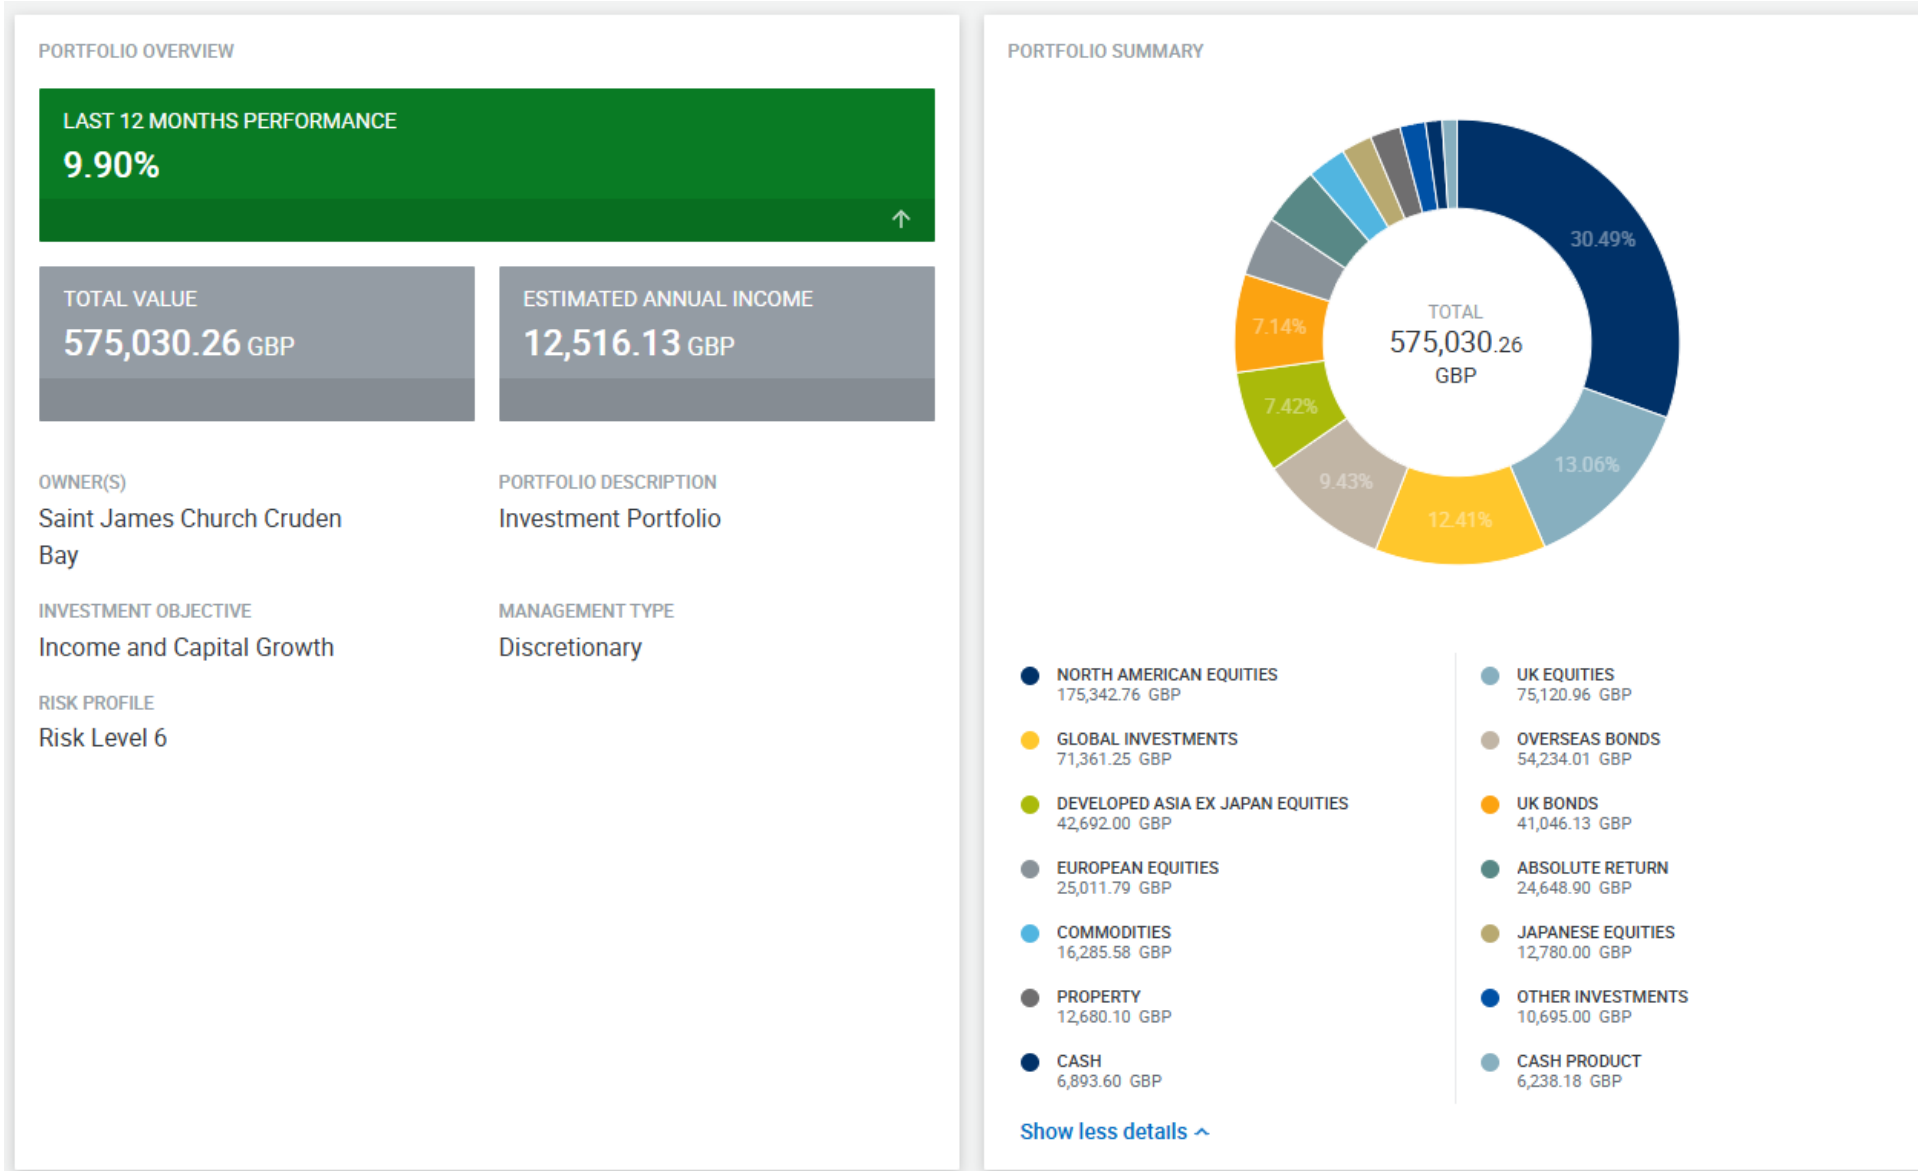 PORTFOLIO OVERVIEW
LAST 12 MONTHS PERFORMANCE
9.90%
TOTAL VALUE
575,030.26 GBP
ESTIMATED ANNUAL INCOME
12,516.13 GBP
OWNER(S)
Saint James Church Cruden
Bay
PORTFOLIO DESCRIPTION
Investment Portfolio
INVESTMENT OBJECTIVE
Income and Capital Growth
MANAGEMENT TYPE
Discretionary
RISK PROFILE
Risk Level 6
PORTFOLIO SUMMARY
30.49%
13.06%
12.41%
9.43%
7.42%
7.14%
TOTAL
575,030.26
GBP
NORTH AMERICAN EQUITIES
175,342.76 GBP
UK EQUITIES
75,120.96 GBP
GLOBAL INVESTMENTS
71,361.25 GBP
OVERSEAS BONDS
54,234.01 GBP
DEVELOPED ASIA EX JAPAN EQUITIES
42,692.00 GBP
UK BONDS
41,046.13 GBP
EUROPEAN EQUITIES
25,011.79 GBP
ABSOLUTE RETURN
24,648.90 GBP
COMMODITIES
16,285.58 GBP
JAPANESE EQUITIES
12,780.00 GBP
PROPERTY
12,680.10 GBP
OTHER INVESTMENTS
10,695.00 GBP
CASH
6,893.60 GBP
CASH PRODUCT
6,238.18 GBP
Show less details